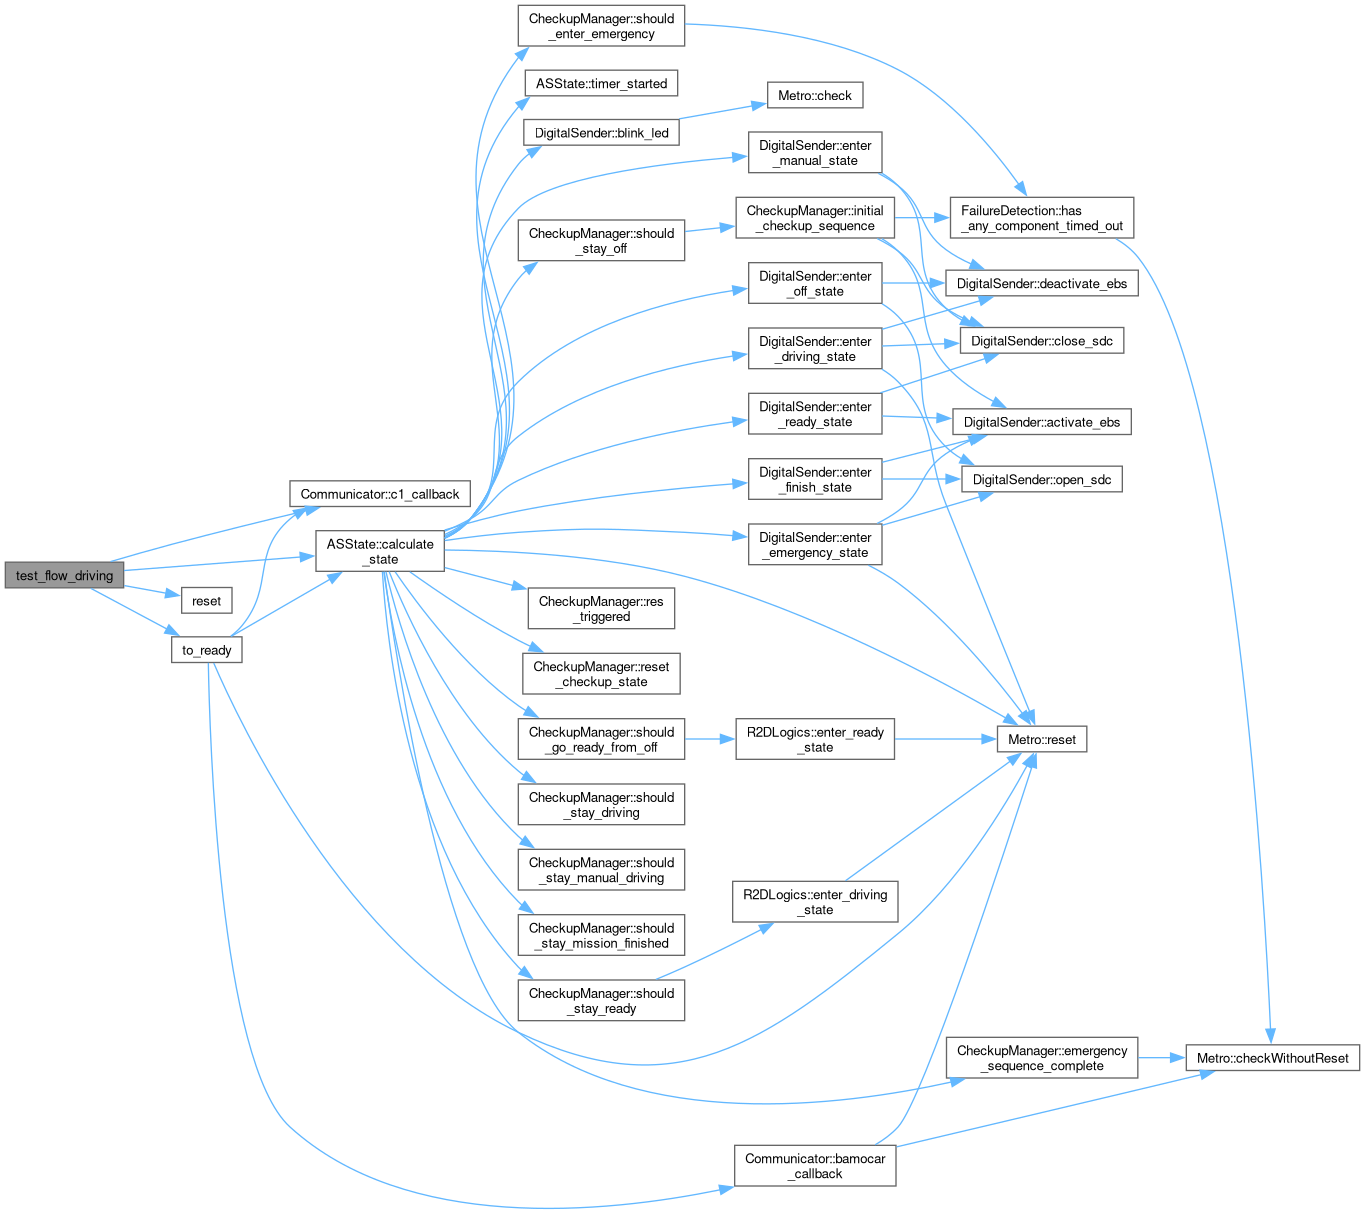 CheckupManager::should
_enter_emergency
ASState::timer_started
Metro::check
DigitalSender::blink_led
DigitalSender::enter
_manual_state
CheckupManager::initial
_checkup_sequence
FailureDetection::has
_any_component_timed_out
CheckupManager::should
_stay_off
DigitalSender::enter
_off_state
DigitalSender::deactivate_ebs
DigitalSender::enter
_driving_state
DigitalSender::close_sdc
DigitalSender::enter
_ready_state
DigitalSender::activate_ebs
DigitalSender::enter
_finish_state
DigitalSender::open_sdc
Communicator::c1_callback
ASState::calculate
_state
DigitalSender::enter
_emergency_state
test_flow_driving
reset
CheckupManager::res
_triggered
to_ready
CheckupManager::reset
_checkup_state
CheckupManager::should
_go_ready_from_off
R2DLogics::enter_ready
_state
Metro::reset
CheckupManager::should
_stay_driving
CheckupManager::should
_stay_manual_driving
R2DLogics::enter_driving
_state
CheckupManager::should
_stay_mission_finished
CheckupManager::should
_stay_ready
CheckupManager::emergency
_sequence_complete
Metro::checkWithoutReset
Communicator::bamocar
_callback